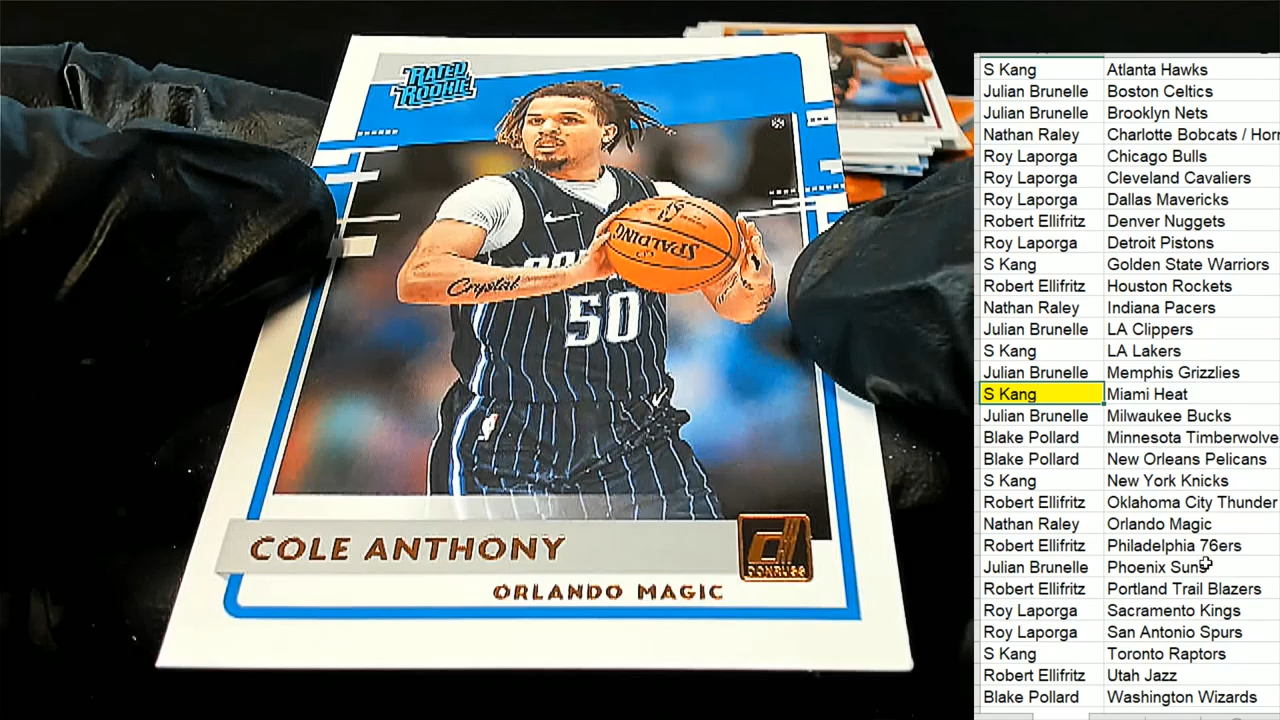 RATED
ROOKIE
SPALDING
Crystal
50
COLE ANTHONY
DONRUSS
ORLANDO MAGIC
S Kang Atlanta Hawks
Julian Brunelle Boston Celtics
Julian Brunelle Brooklyn Nets
Nathan Raley Charlotte Bobcats / Hor
Roy Laporga Chicago Bulls
Roy Laporga Cleveland Cavaliers
Roy Laporga Dallas Mavericks
Robert Ellifritz Denver Nuggets
Roy Laporga Detroit Pistons
S Kang Golden State Warriors
Robert Ellifritz Houston Rockets
Nathan Raley Indiana Pacers
Julian Brunelle LA Clippers
S Kang LA Lakers
Julian Brunelle Memphis Grizzlies
S Kang Miami Heat
Julian Brunelle Milwaukee Bucks
Blake Pollard Minnesota Timberwolve
Blake Pollard New Orleans Pelicans
S Kang New York Knicks
Robert Ellifritz Oklahoma City Thunder
Nathan Raley Orlando Magic
Robert Ellifritz Philadelphia 76ers
Julian Brunelle Phoenix Suns
Robert Ellifritz Portland Trail Blazers
Roy Laporga Sacramento Kings
Roy Laporga San Antonio Spurs
S Kang Toronto Raptors
Robert Ellifritz Utah Jazz
Blake Pollard Washington Wizards